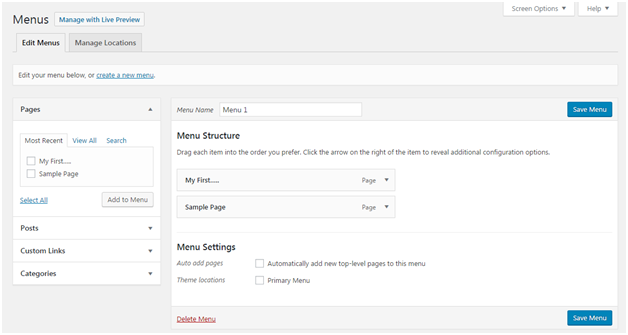 Screen Options Help
Menus Manage with Live Preview
Edit Menus Manage Locations
Edit your menu below, or create a new menu.
Pages
Most Recent View All Search
My First.....
Sample Page
Select All Add to Menu
Posts
Custom Links
Categories
Menu Name Menu 1 Save Menu
Menu Structure
Drag each item into the order you prefer. Click the arrow on the right of the item to reveal additional configuration options.
My First..... Page
Sample Page Page
Menu Settings
Auto add pages Automatically add new top-level pages to this menu
Theme locations Primary Menu
Delete Menu Save Menu